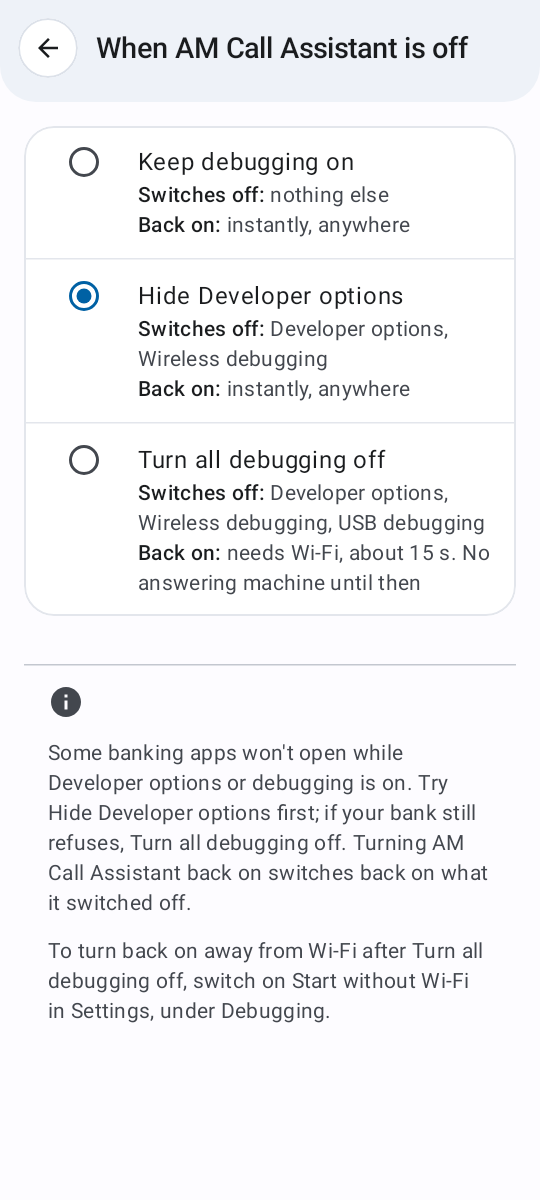 When AM Call Assistant is off
Keep debugging on
Switches off: nothing else
Back on: instantly, anywhere
Hide Developer options
Switches off: Developer options,
Wireless debugging
Back on: instantly, anywhere
Turn all debugging off
Switches off: Developer options,
Wireless debugging, USB debugging
Back on: needs Wi-Fi, about 15 s. No
answering machine until then
Some banking apps won't open while
Developer options or debugging is on. Try
Hide Developer options first; if your bank still
refuses, Turn all debugging off. Turning AM
Call Assistant back on switches back on what
it switched off.
To turn back on away from Wi-Fi after Turn all
debugging off, switch on Start without Wi-Fi
in Settings, under Debugging.